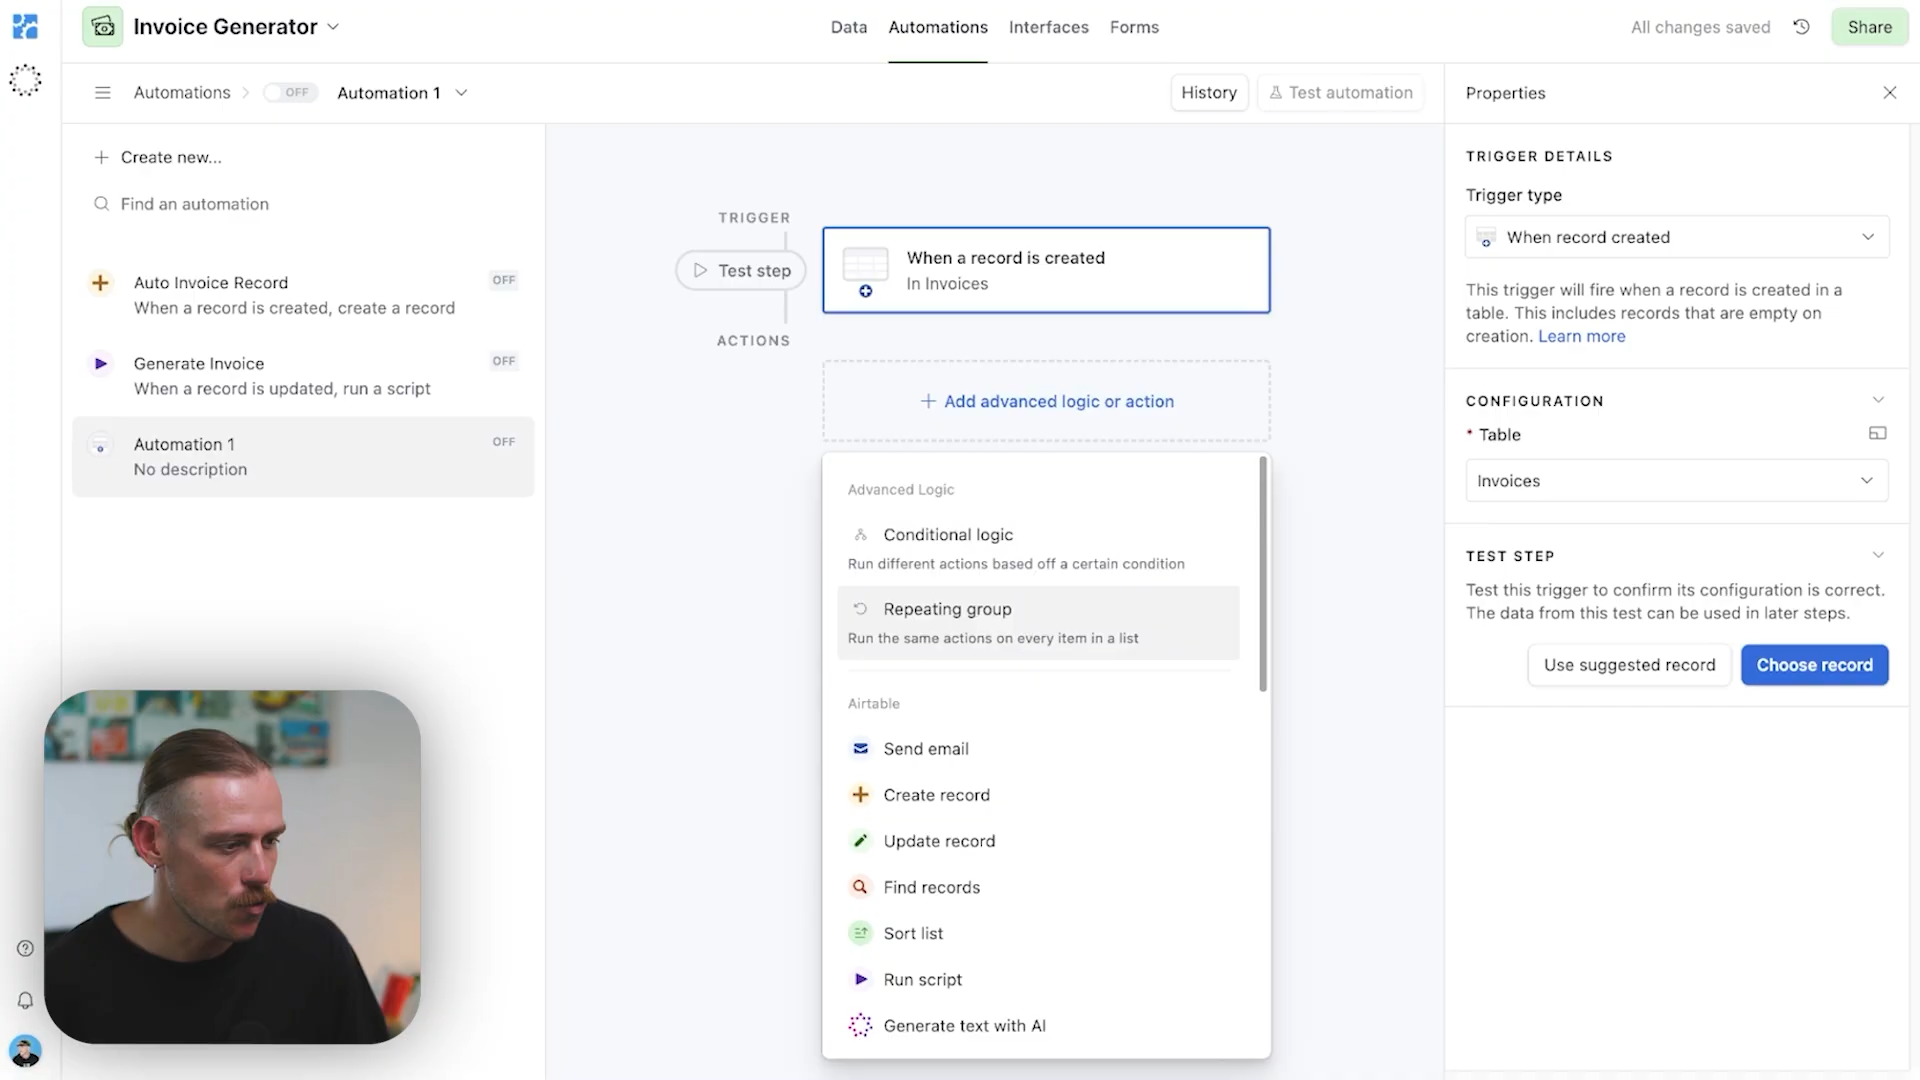 Invoice Generator
Data
Automations
Interfaces
Forms
All changes saved
Share
Automations
OFF
Automation 1
History
Test automation
Properties
Create new...
Find an automation
Auto Invoice Record
OFF
When a record is created, create a record
Generate Invoice
OFF
When a record is updated, run a script
Automation 1
OFF
No description
TRIGGER
Test step
When a record is created
In Invoices
ACTIONS
Add advanced logic or action
Advanced Logic
Conditional logic
Run different actions based off a certain condition
Repeating group
Run the same actions on every item in a list
Airtable
Send email
Create record
Update record
Find records
Sort list
Run script
Generate text with AI
TRIGGER DETAILS
Trigger type
When record created
This trigger will fire when a record is created in a
table. This includes records that are empty on
creation. Learn more
CONFIGURATION
* Table
Invoices
TEST STEP
Test this trigger to confirm its configuration is correct.
The data from this test can be used in later steps.
Use suggested record
Choose record